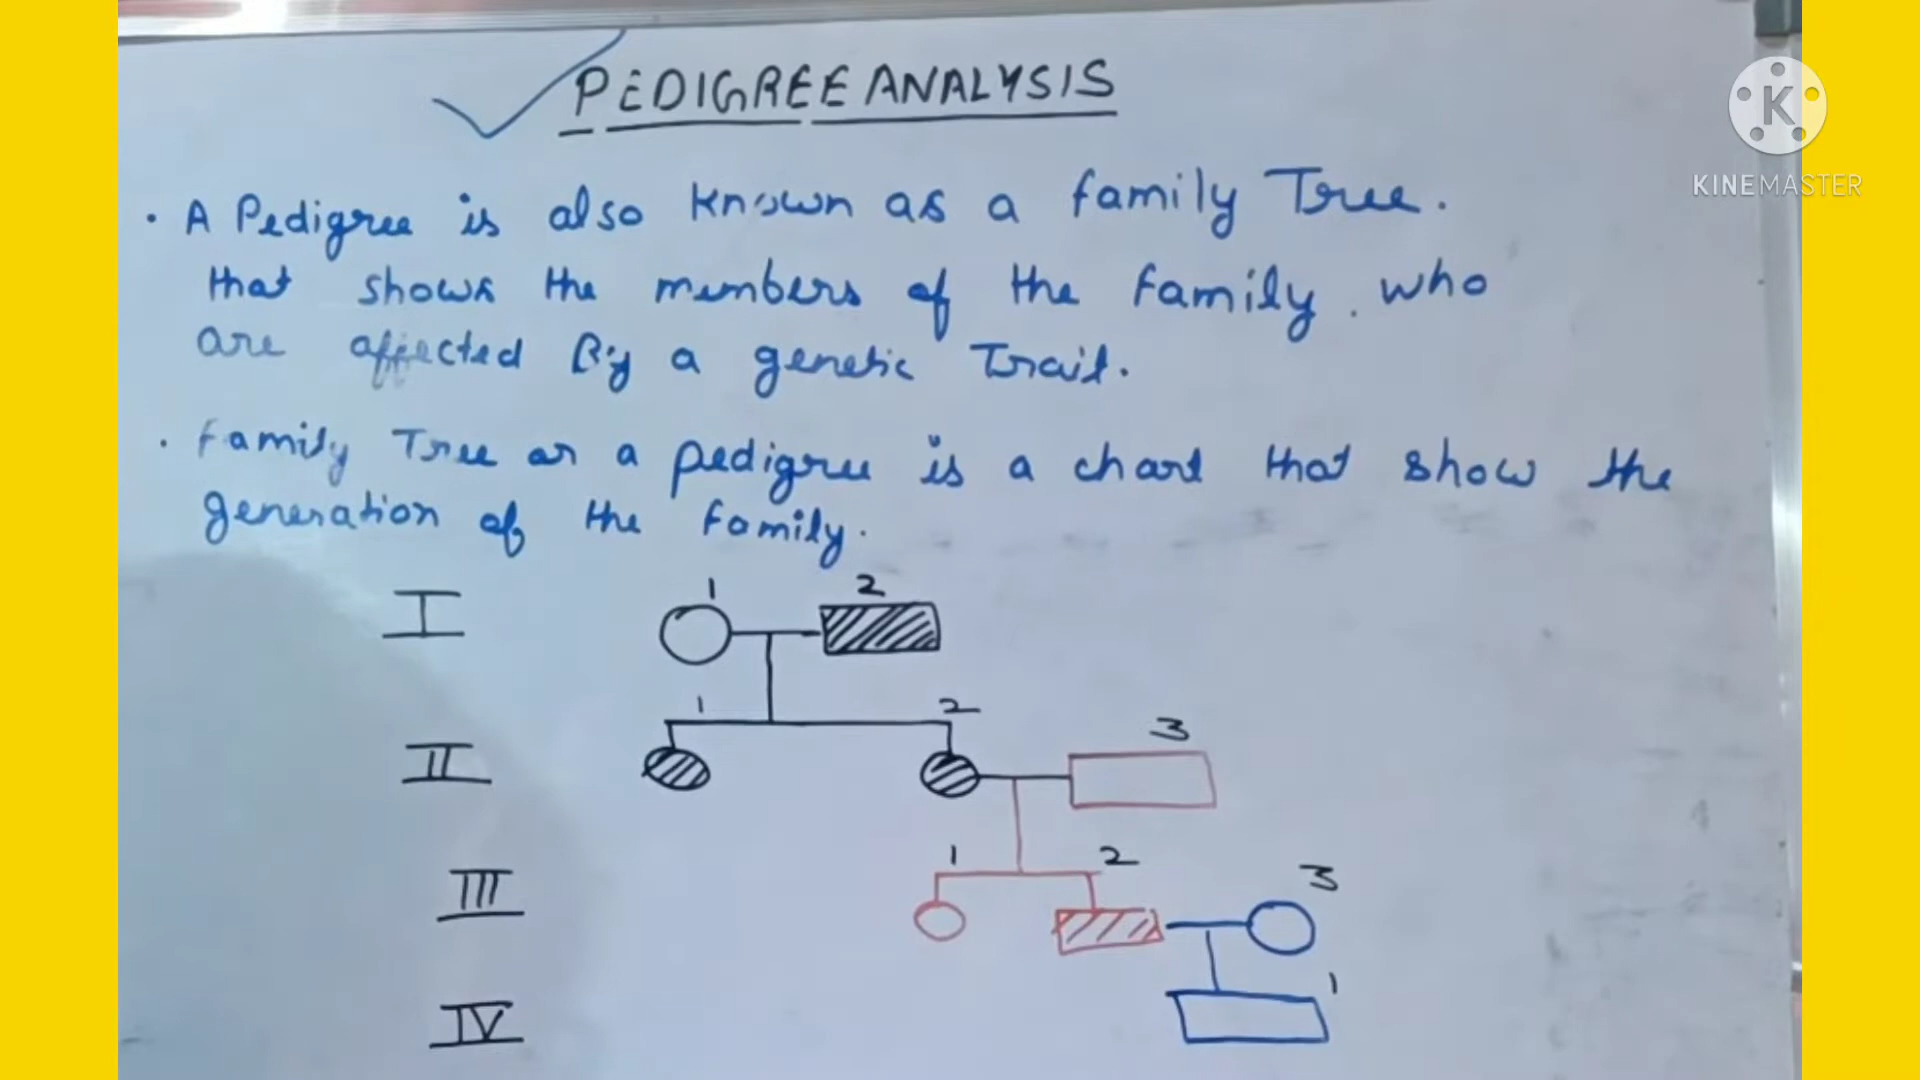 PEDIGREE ANALYSIS
KINEMASTER
• A Pedigree is also known as a family Tree.
that shows the members of the family. who
are affected By a genetic Trait.
• Family Tree or a pedigree is a chart that show the
generation of the family.
I 1 2
II 1 2 3
III 1 2 3
IV 1